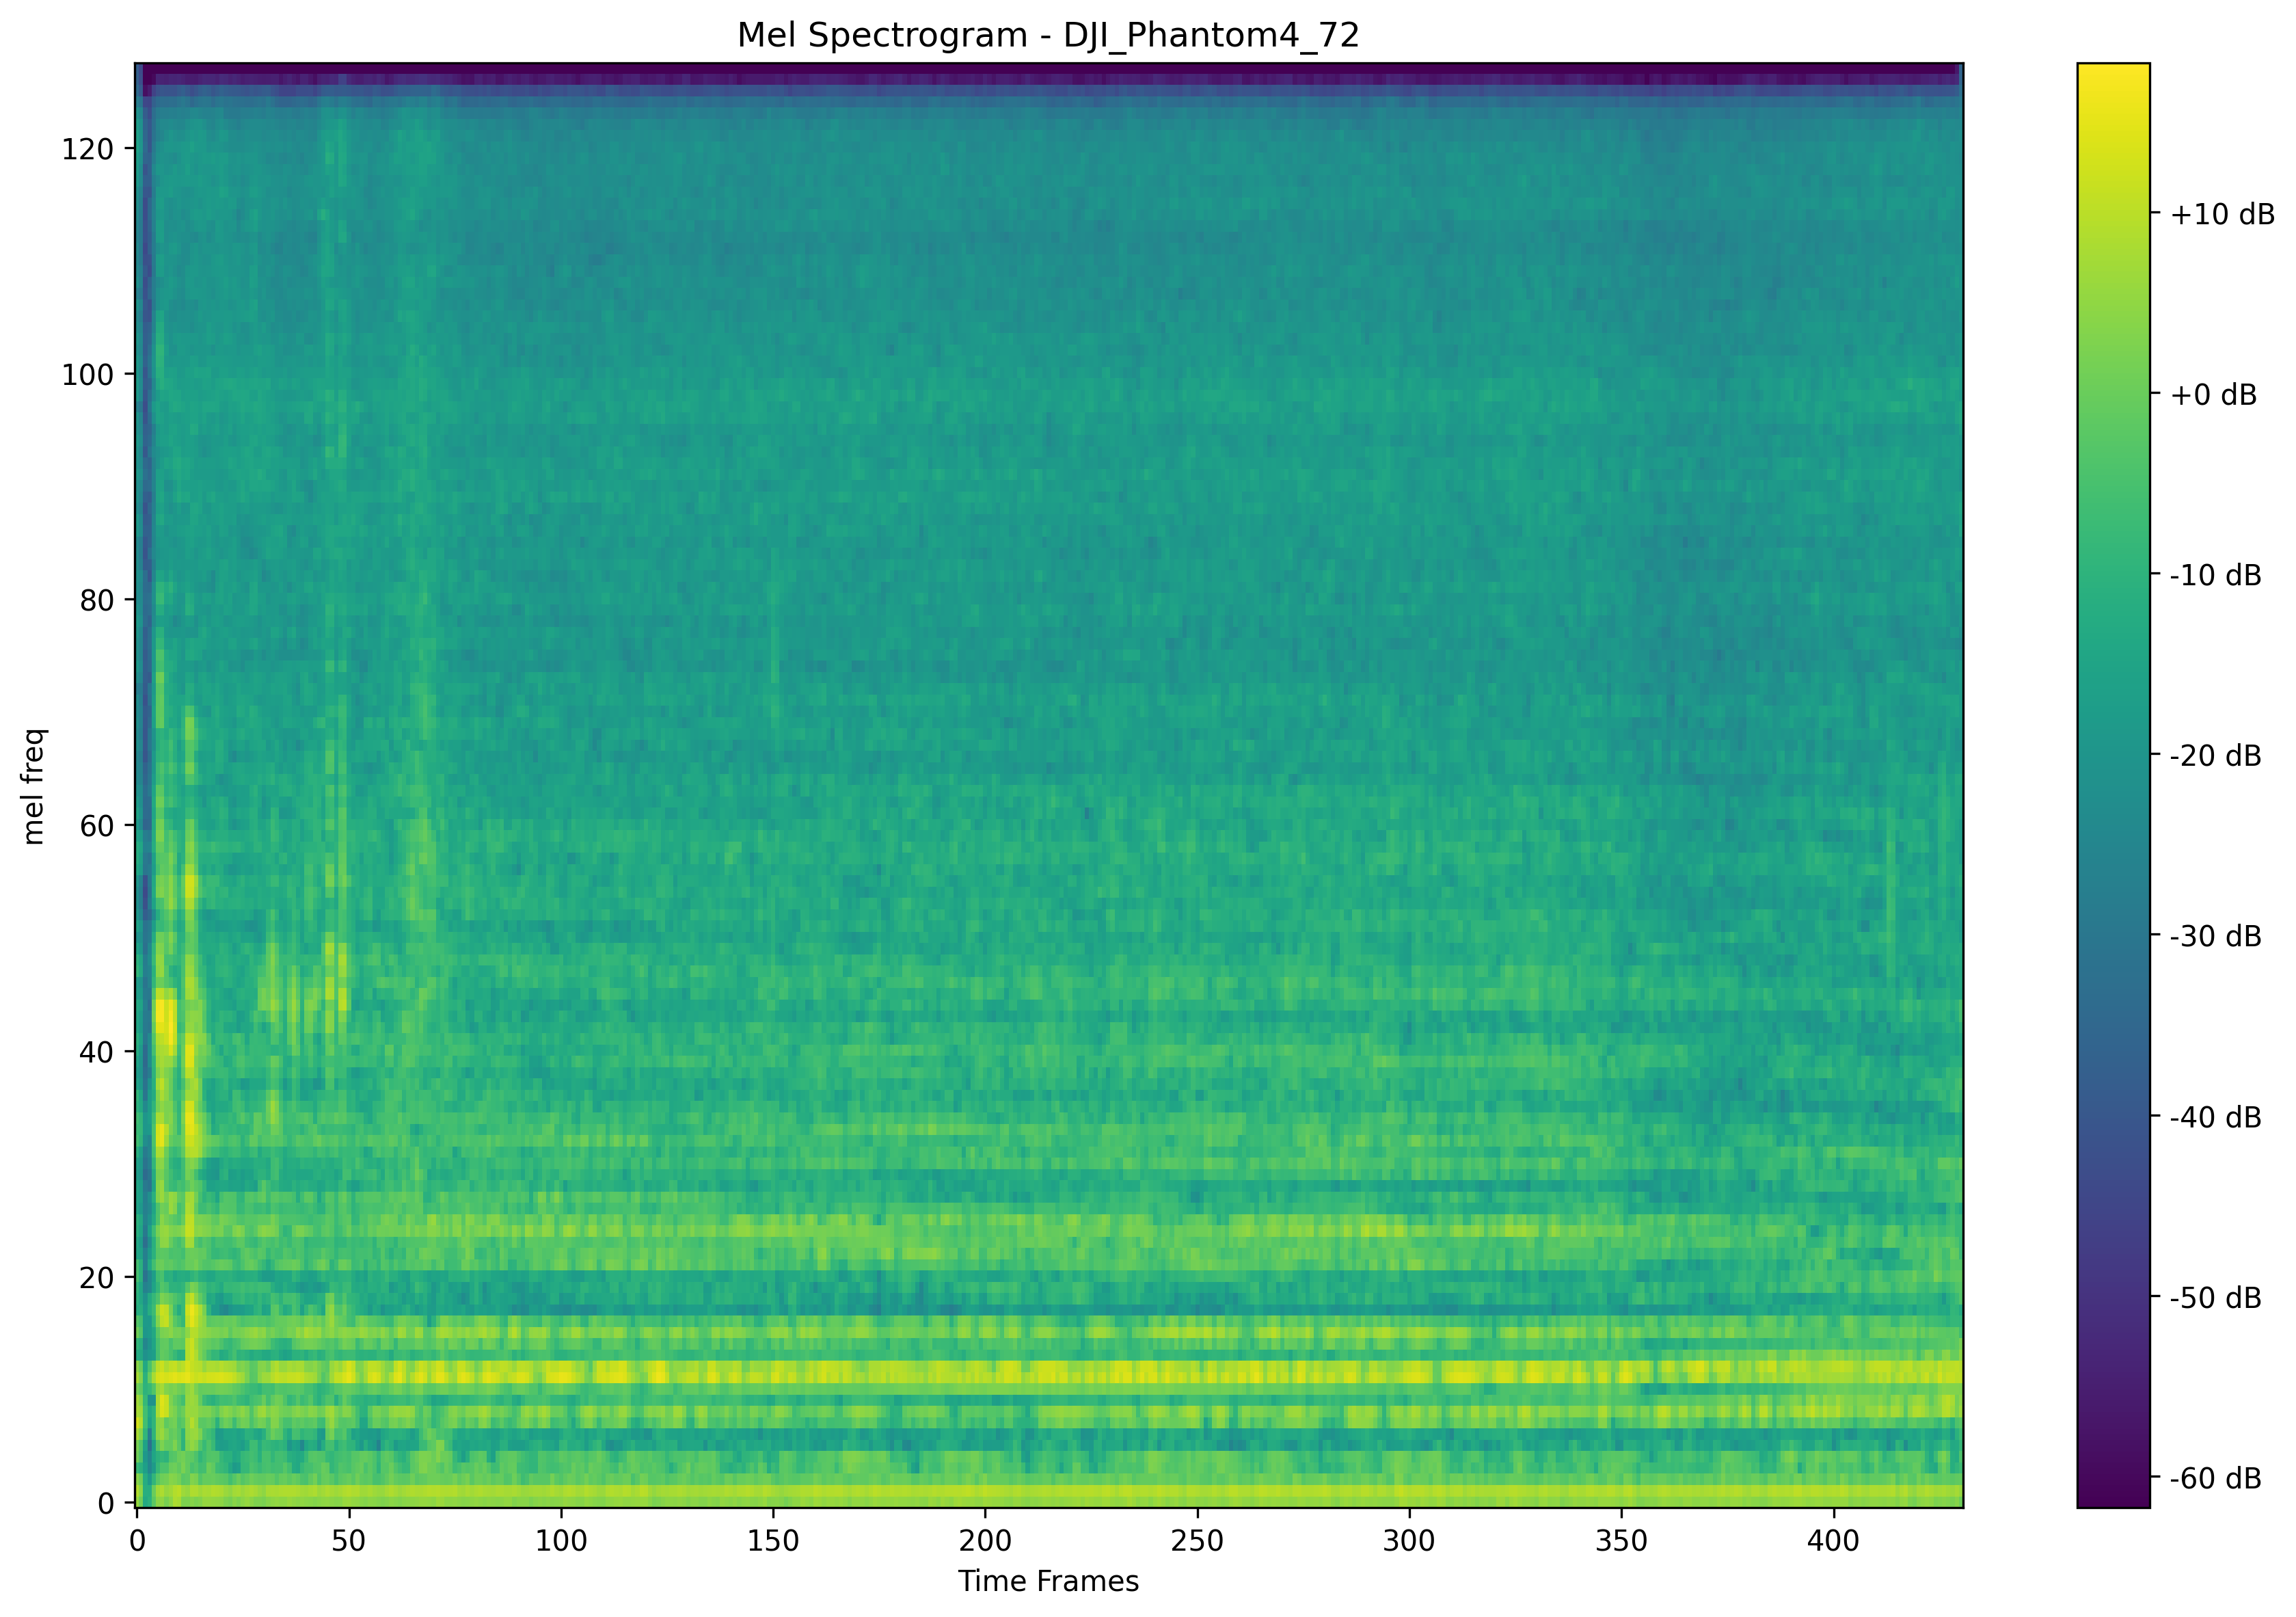 Mel Spectrogram - DJI_Phantom4_72
mel freq
120
100
80
60
40
20
0
0 50 100 150 200 250 300 350 400
Time Frames
+10 dB
+0 dB
-10 dB
-20 dB
-30 dB
-40 dB
-50 dB
-60 dB